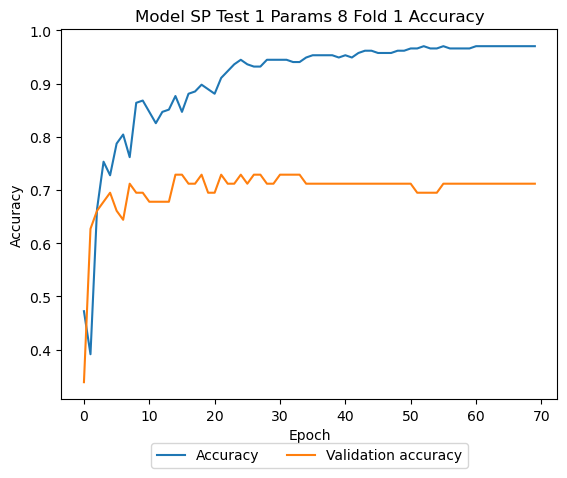 Model SP Test 1 Params 8 Fold 1 Accuracy
1.0
0.9
0.8
0.7
0.6
0.5
0.4
Accuracy
0 10 20 30 40 50 60 70
Epoch
Accuracy Validation accuracy